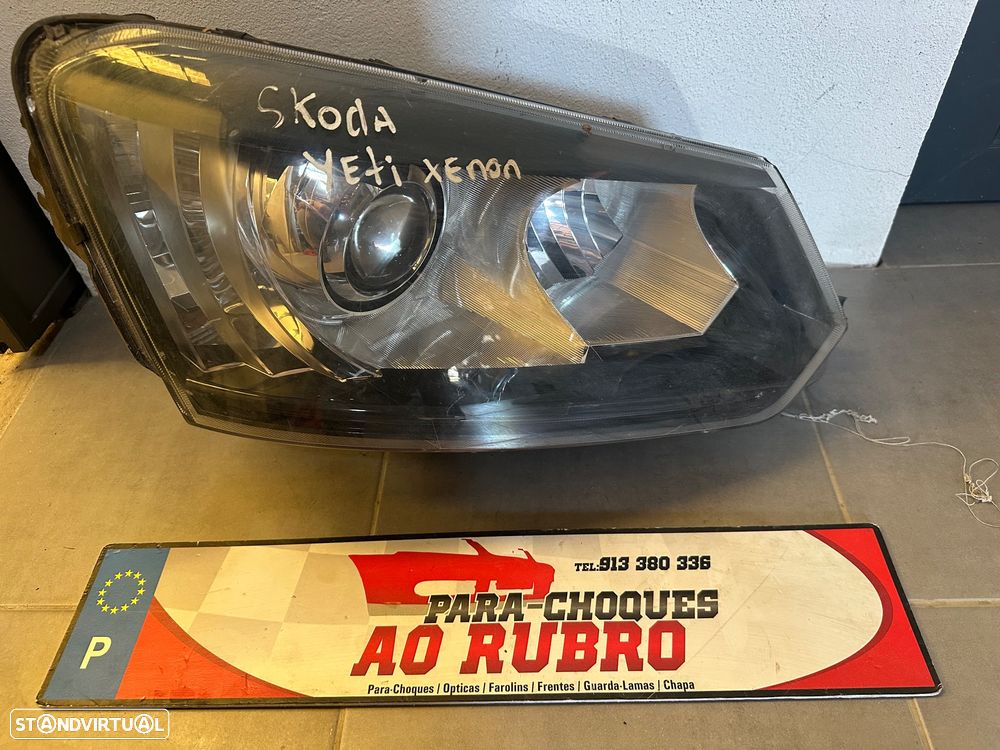 SKodA
YEti XEnon
TEL:913 380 336
PARA-CHOQUES
AO RUBRO
Para-Choques / Opticas / Farolins / Frentes / Guarda-Lamas / Chapa
P
STANDVIRTUAL